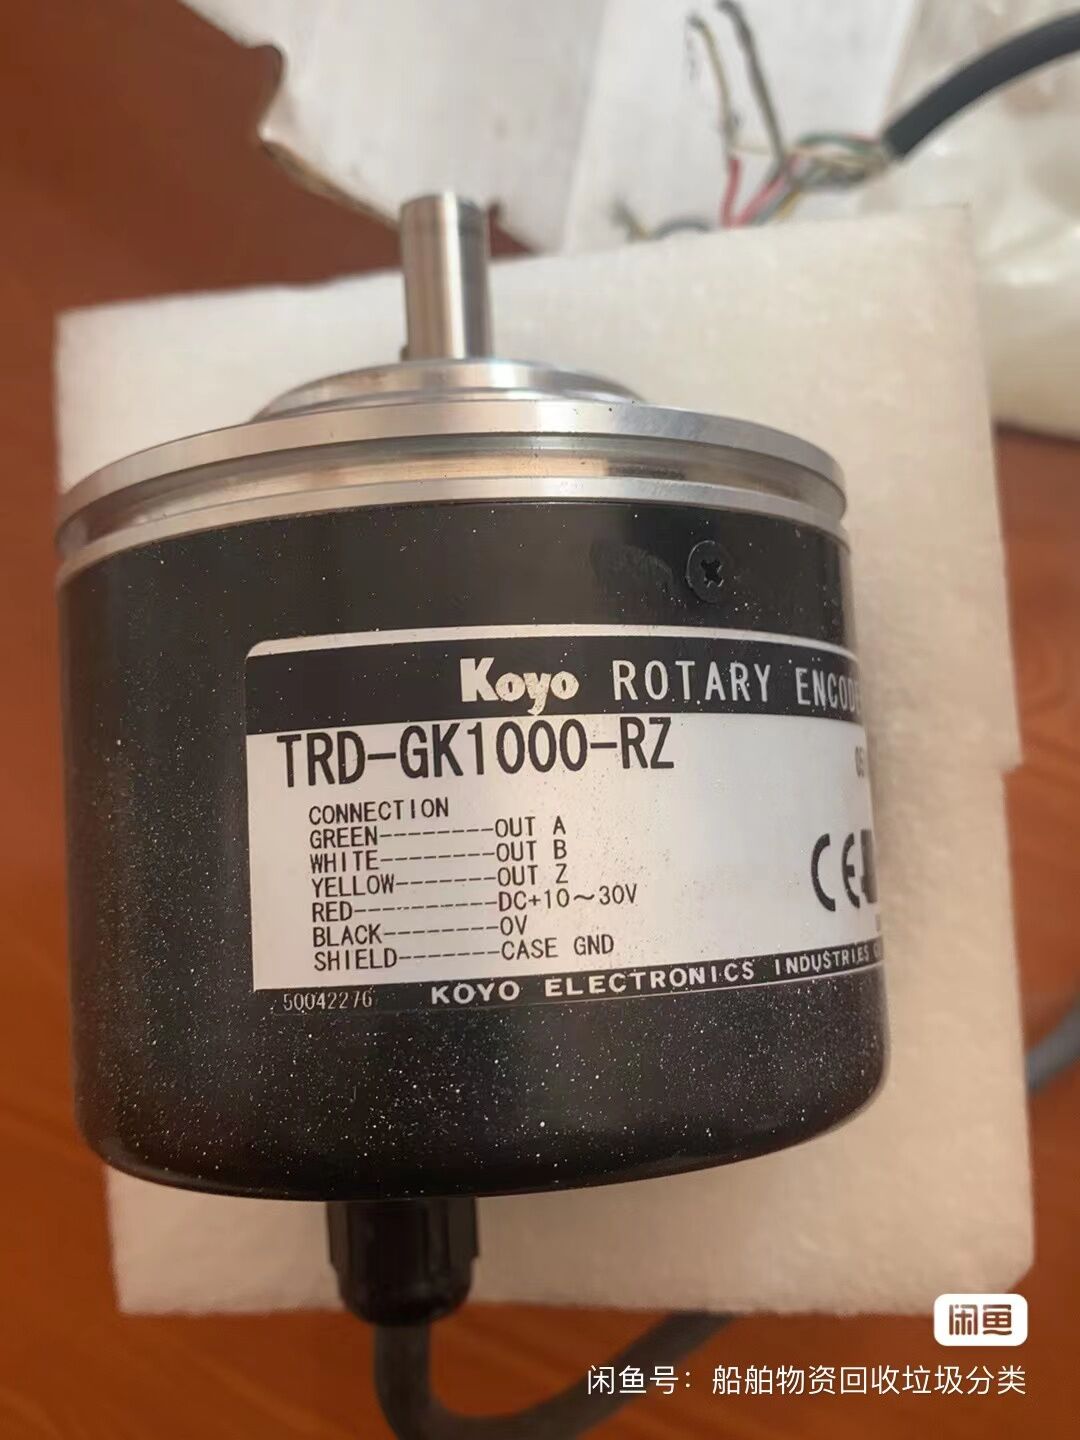 Koyo ROTARY ENCODE
TRD-GK1000-RZ
05
CONNECTION
GREEN--------OUT A
WHITE--------OUT B
YELLOW-------OUT Z
RED----------DC+10～30V
BLACK--------0V
SHIELD-------CASE GND
CE
50042276
KOYO ELECTRONICS INDUSTRIES
闲鱼
闲鱼号：船舶物资回收垃圾分类